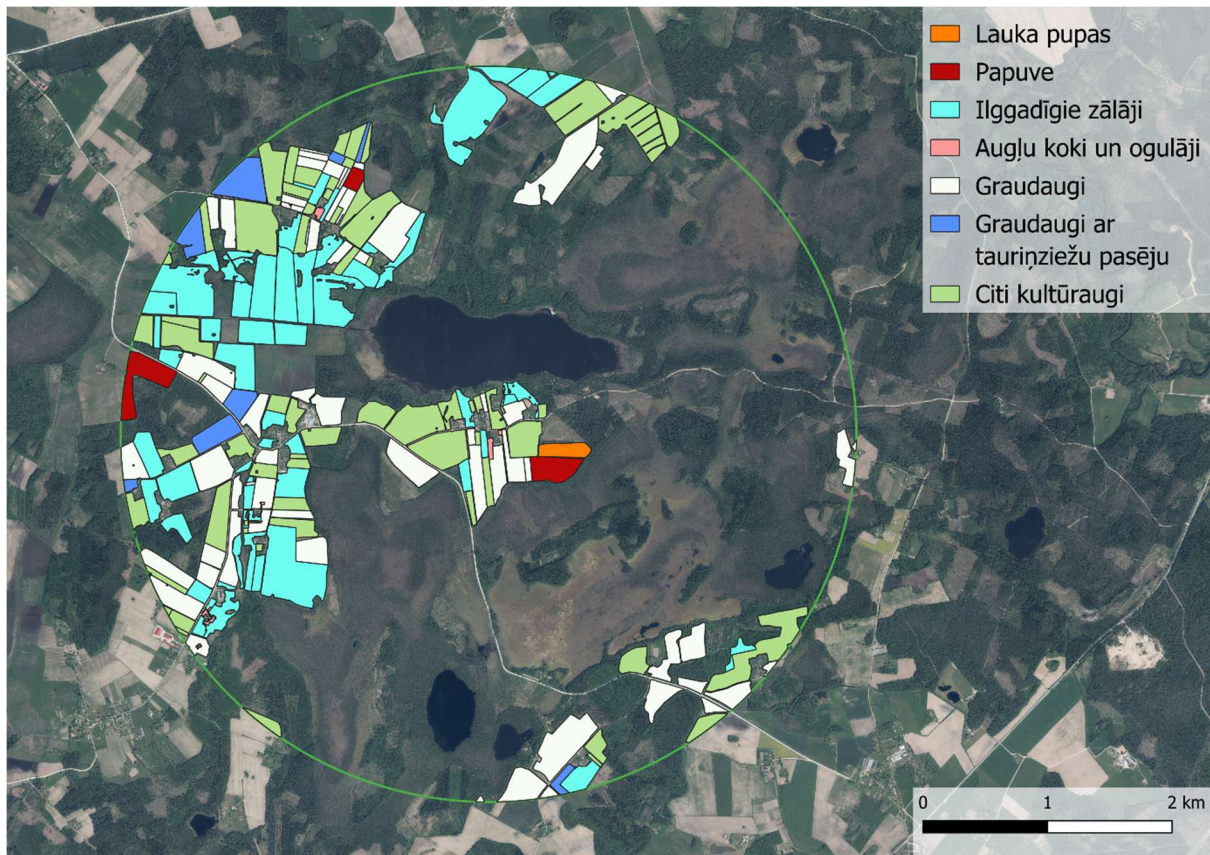 Lauka pupas
Papuve
Ilggadīgie zālāji
Augļu koki un ogulāji
Graudaugi
Graudaugi ar
tauriņziežu pasēju
Citi kultūraugi
0 1 2 km